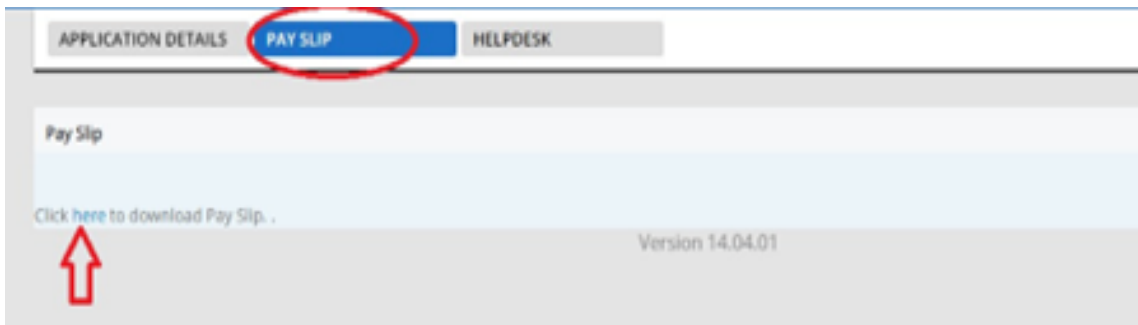 APPLICATION DETAILS PAY SLIP HELPDESK
Pay Slip
Click here to download Pay Slip. .
Version 14.04.01